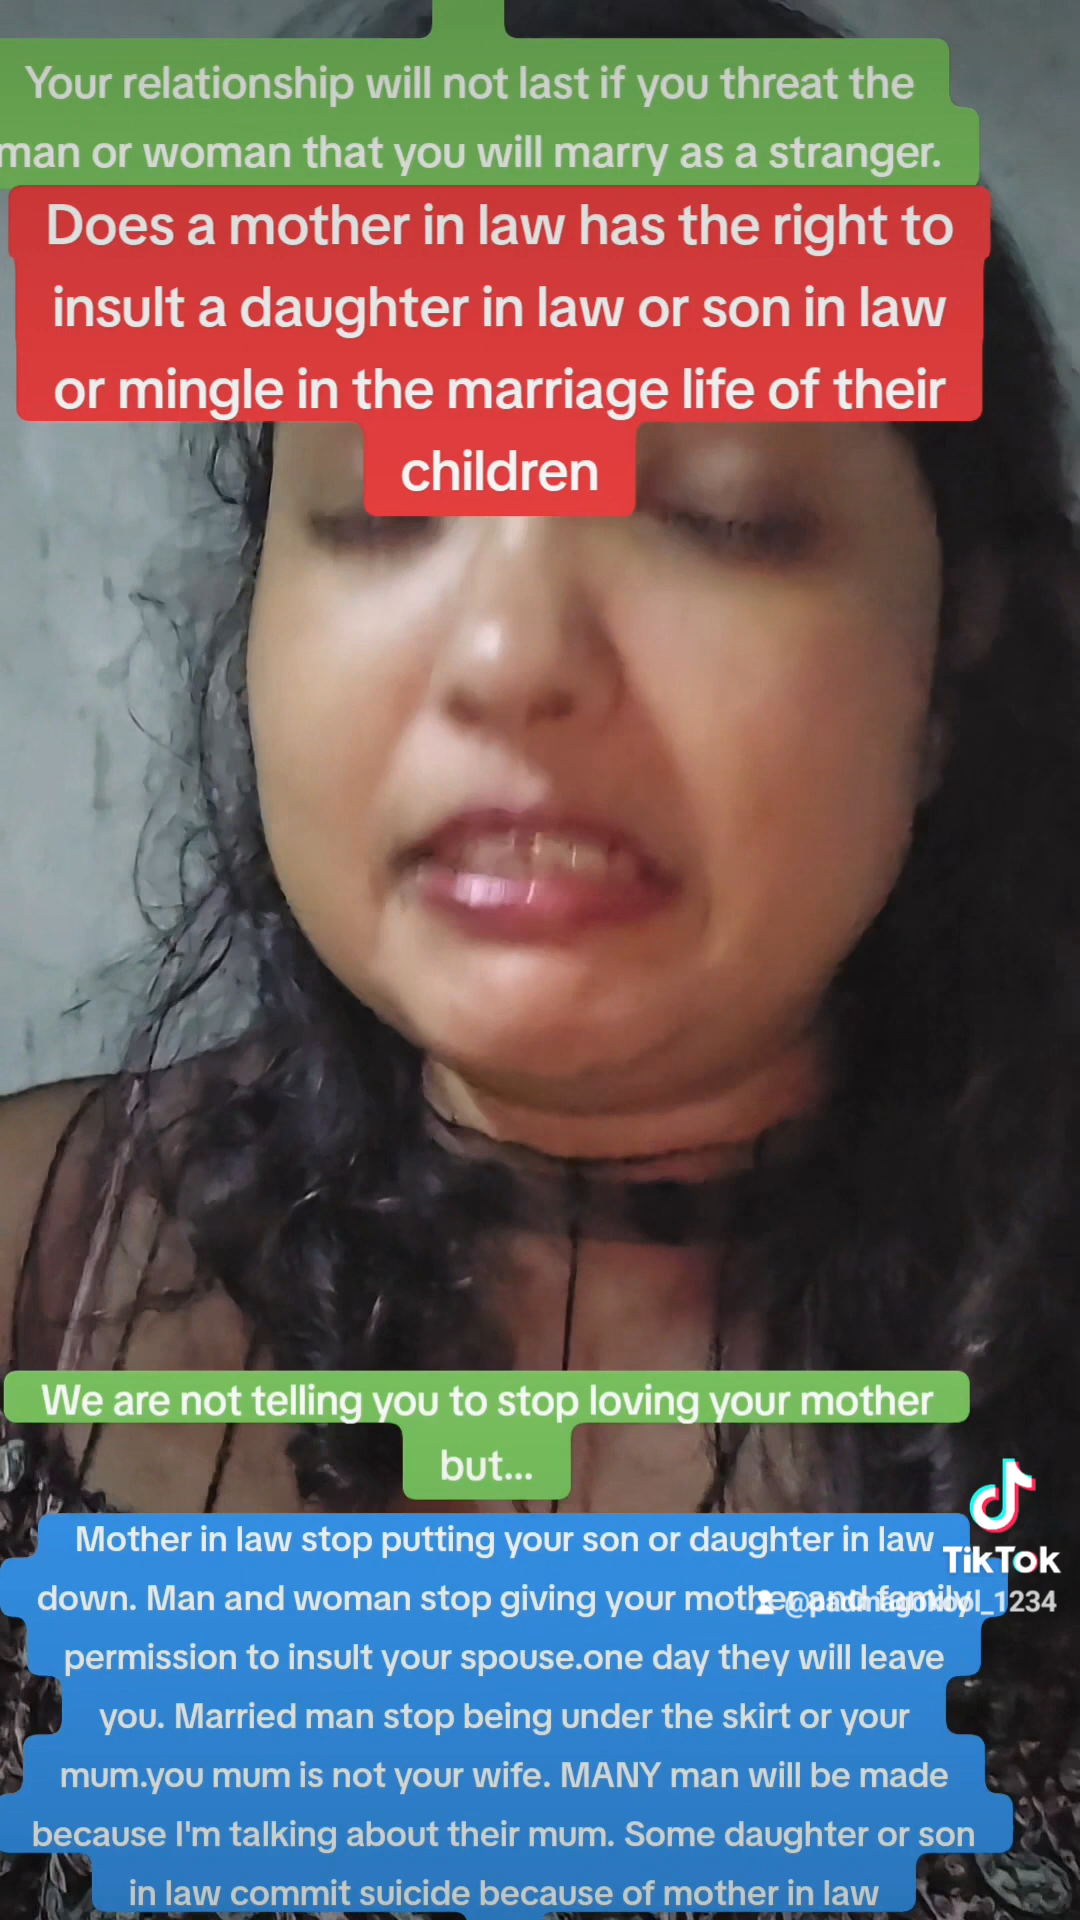 Your relationship will not last if you threat the
man or woman that you will marry as a stranger.
Does a mother in law has the right to
insult a daughter in law or son in law
or mingle in the marriage life of their
children
We are not telling you to stop loving your mother
but...
Mother in law stop putting your son or daughter in law
down. Man and woman stop giving your mother and family
permission to insult your spouse.one day they will leave
you. Married man stop being under the skirt or your
mum.you mum is not your wife. MANY man will be made
because I'm talking about their mum. Some daughter or son
in law commit suicide because of mother in law
TikTok
@padmagokool_1234